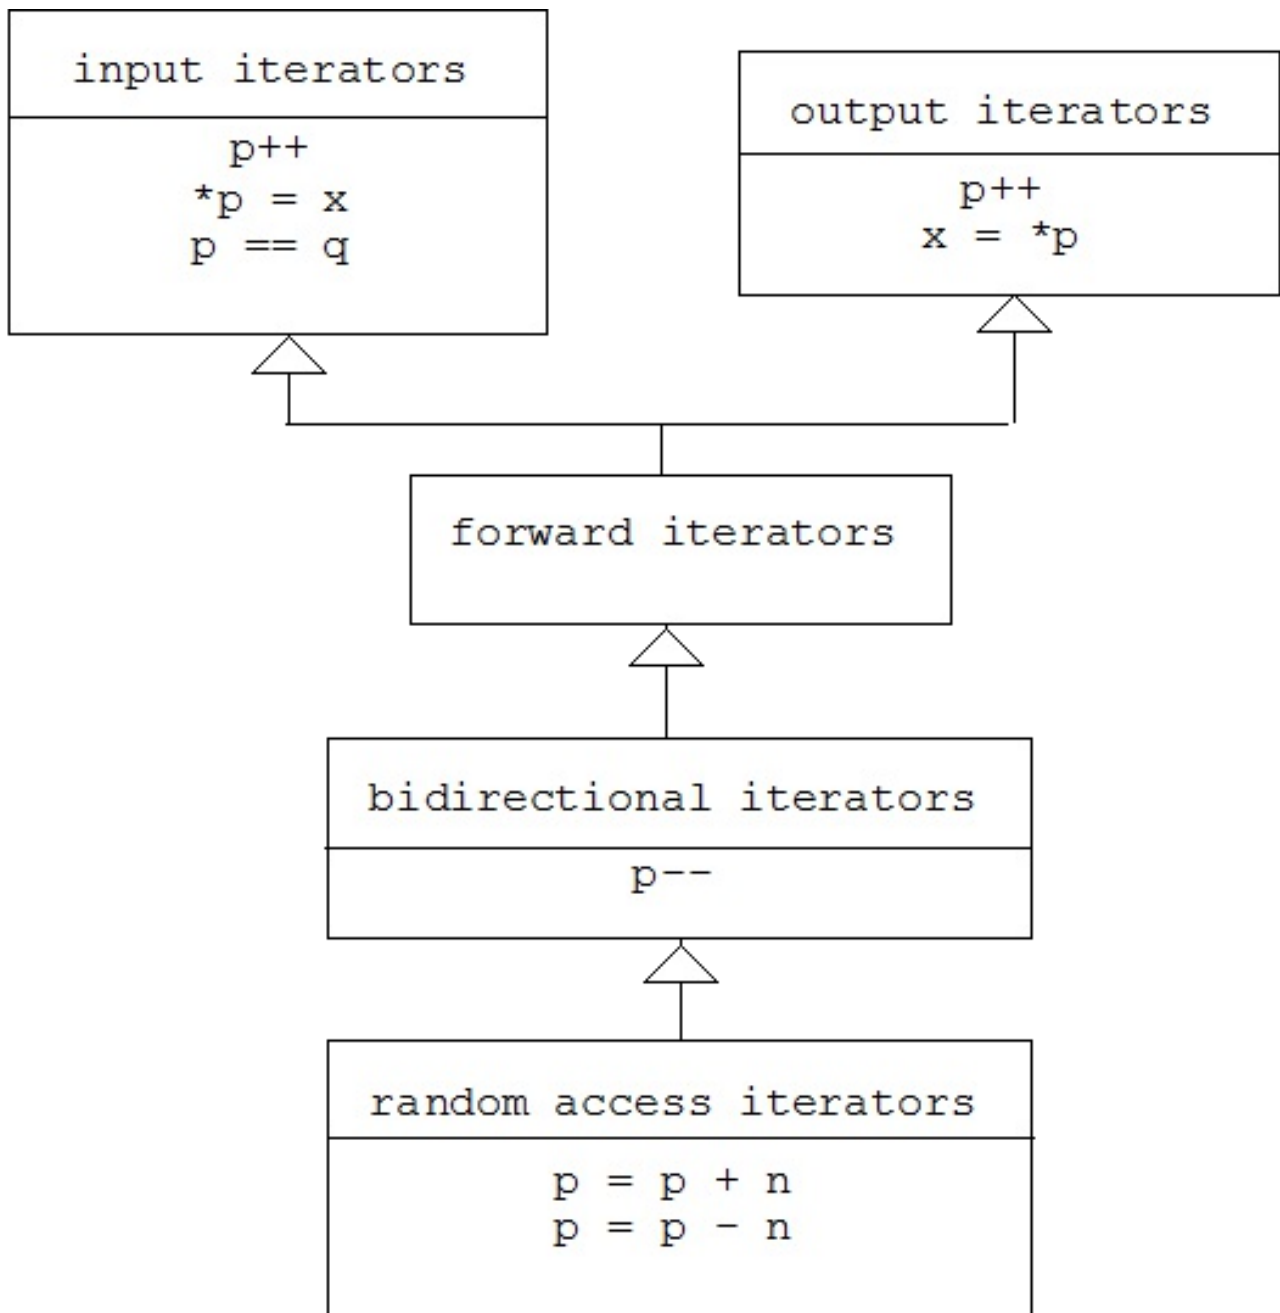 input iterators
p++
*p = x
p == q
output iterators
p++
x = *p
forward iterators
bidirectional iterators
p--
random access iterators
p = p + n
p = p - n